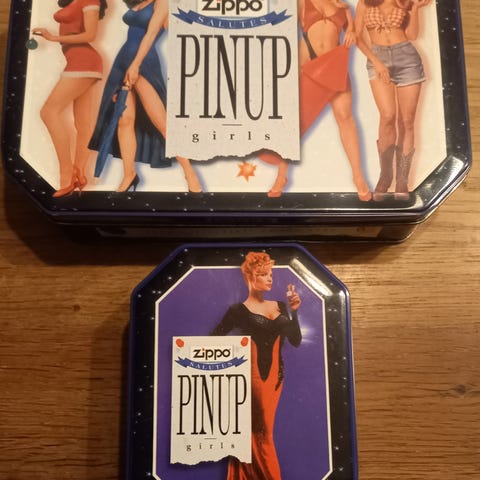 Zippo
SALUTES
PINUP
girls
Zippo
SALUTES
PINUP
girls